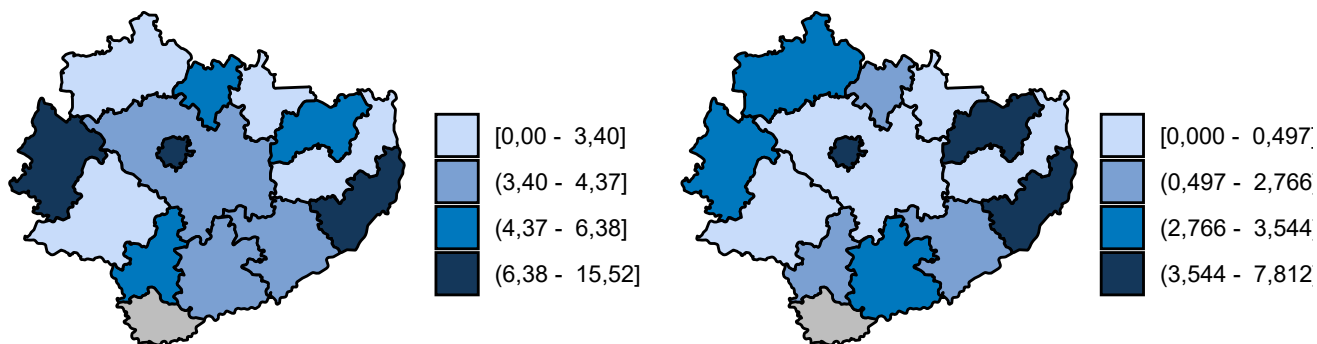 [0,00 - 3,40]
(3,40 - 4,37]
(4,37 - 6,38]
(6,38 - 15,52]
[0,000 - 0,497]
(0,497 - 2,766]
(2,766 - 3,544]
(3,544 - 7,812]